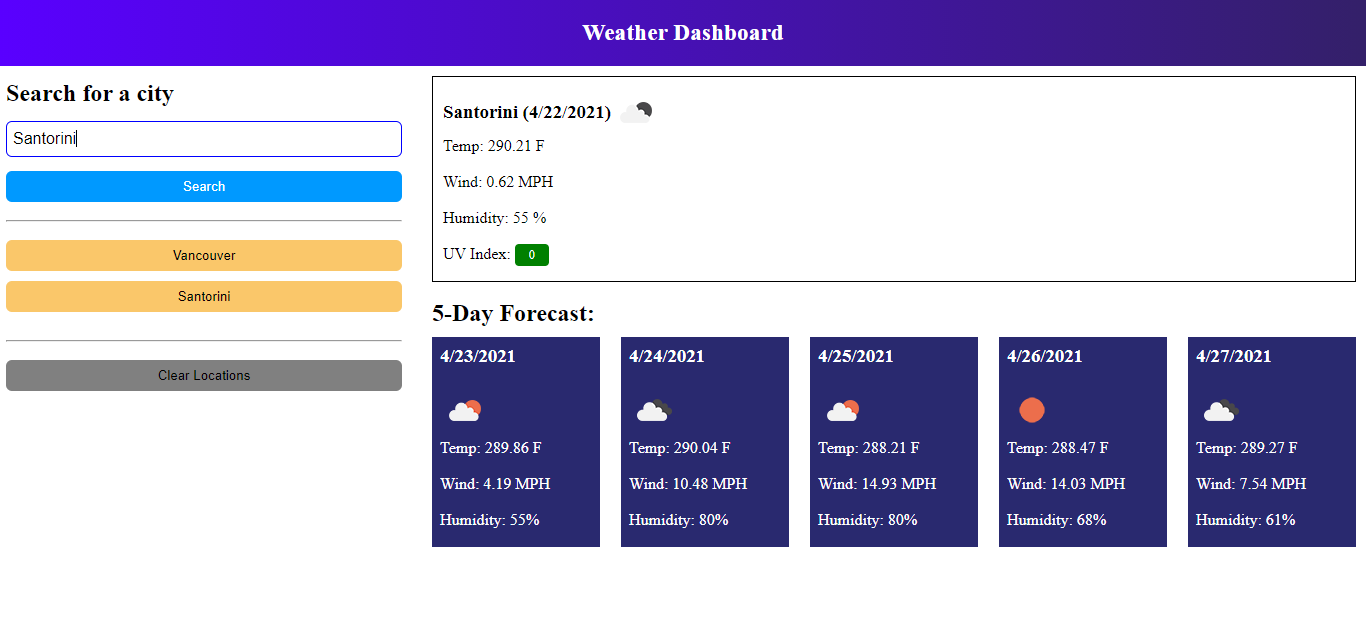 Weather Dashboard
Search for a city
Santorini
Search
Vancouver
Santorini
Clear Locations
Santorini (4/22/2021)
Temp: 290.21 F
Wind: 0.62 MPH
Humidity: 55 %
UV Index: 0
5-Day Forecast:
4/23/2021
Temp: 289.86 F
Wind: 4.19 MPH
Humidity: 55%
4/24/2021
Temp: 290.04 F
Wind: 10.48 MPH
Humidity: 80%
4/25/2021
Temp: 288.21 F
Wind: 14.93 MPH
Humidity: 80%
4/26/2021
Temp: 288.47 F
Wind: 14.03 MPH
Humidity: 68%
4/27/2021
Temp: 289.27 F
Wind: 7.54 MPH
Humidity: 61%